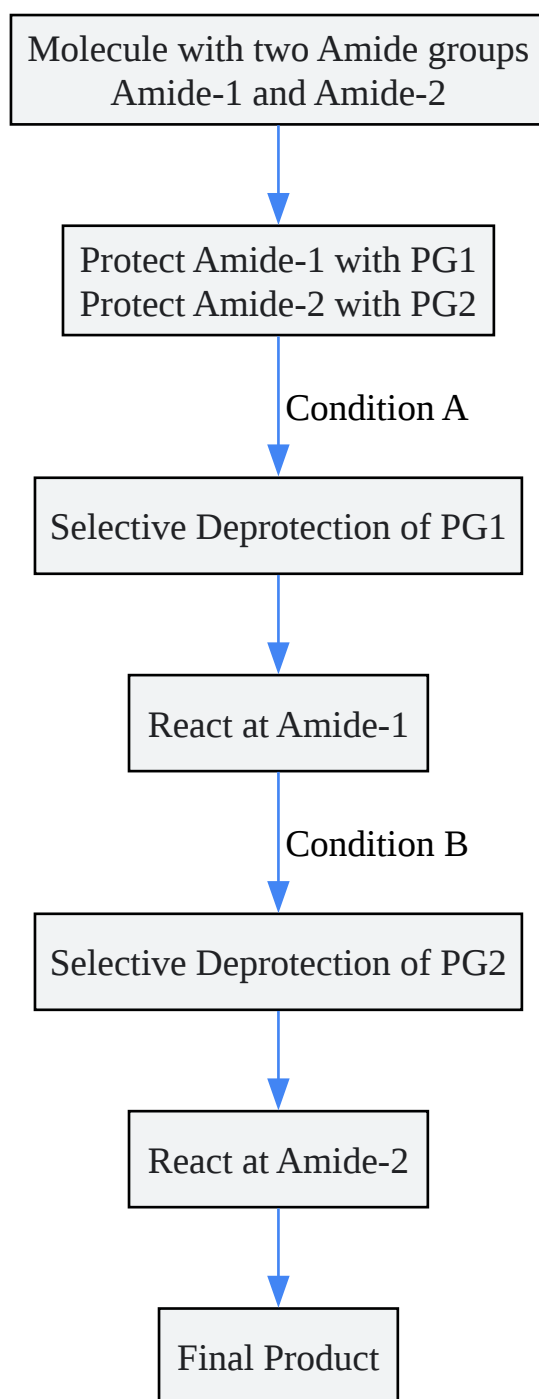 Molecule with two Amide groups
Amide-1 and Amide-2
Protect Amide-1 with PG1
Protect Amide-2 with PG2
Condition A
Selective Deprotection of PG1
React at Amide-1
Condition B
Selective Deprotection of PG2
React at Amide-2
Final Product